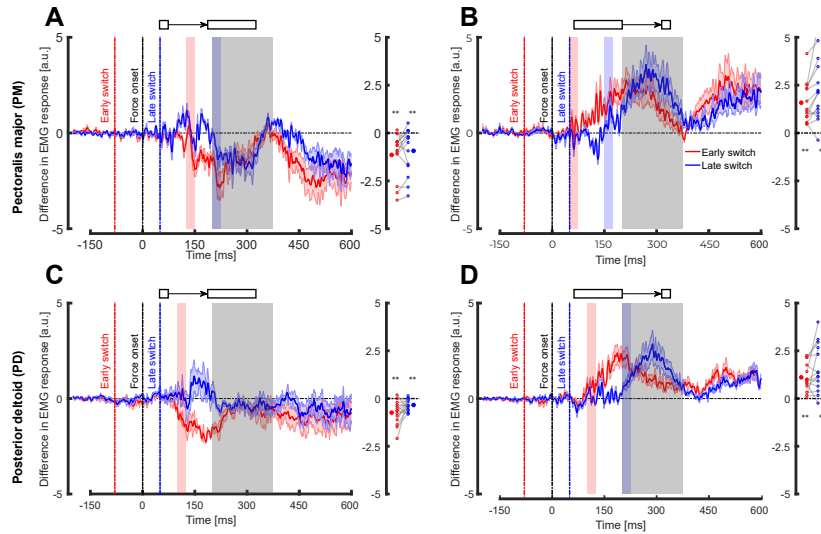 A
Pectoralis major (PM)
Difference in EMG response [a.u.]
5
0
-5
Early switch
Force onset
Late switch
-150 0 150 300 450 600
Time [ms]
5
2.5
0
-2.5
-5
** **
B
Difference in EMG response [a.u.]
5
0
-5
Early switch
Force onset
Late switch
Early switch
Late switch
-150 0 150 300 450 600
Time [ms]
5
2.5
0
-2.5
-5
** *
C
Posterior deltoid (PD)
Difference in EMG response [a.u.]
5
0
-5
Early switch
Force onset
Late switch
-150 0 150 300 450 600
Time [ms]
5
2.5
0
-2.5
-5
** **
D
Difference in EMG response [a.u.]
5
0
-5
Early switch
Force onset
Late switch
-150 0 150 300 450 600
Time [ms]
5
2.5
0
-2.5
-5
** *